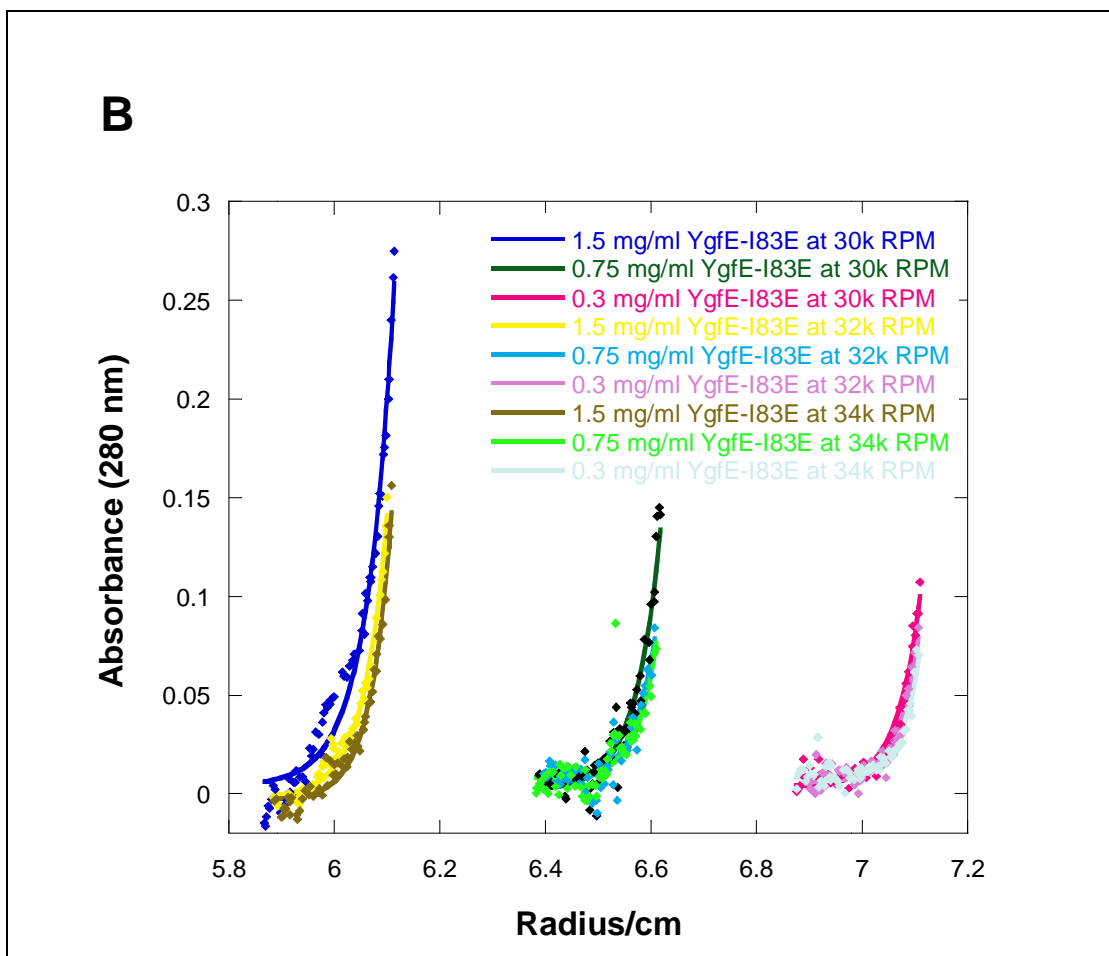 B
0.3
0.25
0.2
0.15
0.1
0.05
0
Absorbance (280 nm)
1.5 mg/ml YgfE-I83E at 30k RPM
0.75 mg/ml YgfE-I83E at 30k RPM
0.3 mg/ml YgfE-I83E at 30k RPM
1.5 mg/ml YgfE-I83E at 32k RPM
0.75 mg/ml YgfE-I83E at 32k RPM
0.3 mg/ml YgfE-I83E at 32k RPM
1.5 mg/ml YgfE-I83E at 34k RPM
0.75 mg/ml YgfE-I83E at 34k RPM
0.3 mg/ml YgfE-I83E at 34k RPM
5.8 6 6.2 6.4 6.6 6.8 7 7.2
Radius/cm